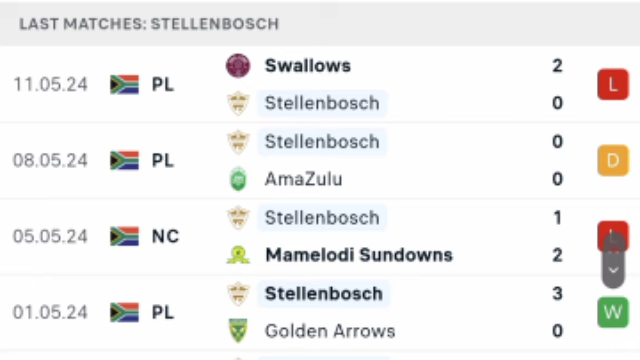 LAST MATCHES: STELLENBOSCH
11.05.24 PL Swallows 2 L
Stellenbosch 0
08.05.24 PL Stellenbosch 0 D
AmaZulu 0
05.05.24 NC Stellenbosch 1
Mamelodi Sundowns 2
01.05.24 PL Stellenbosch 3 W
Golden Arrows 0